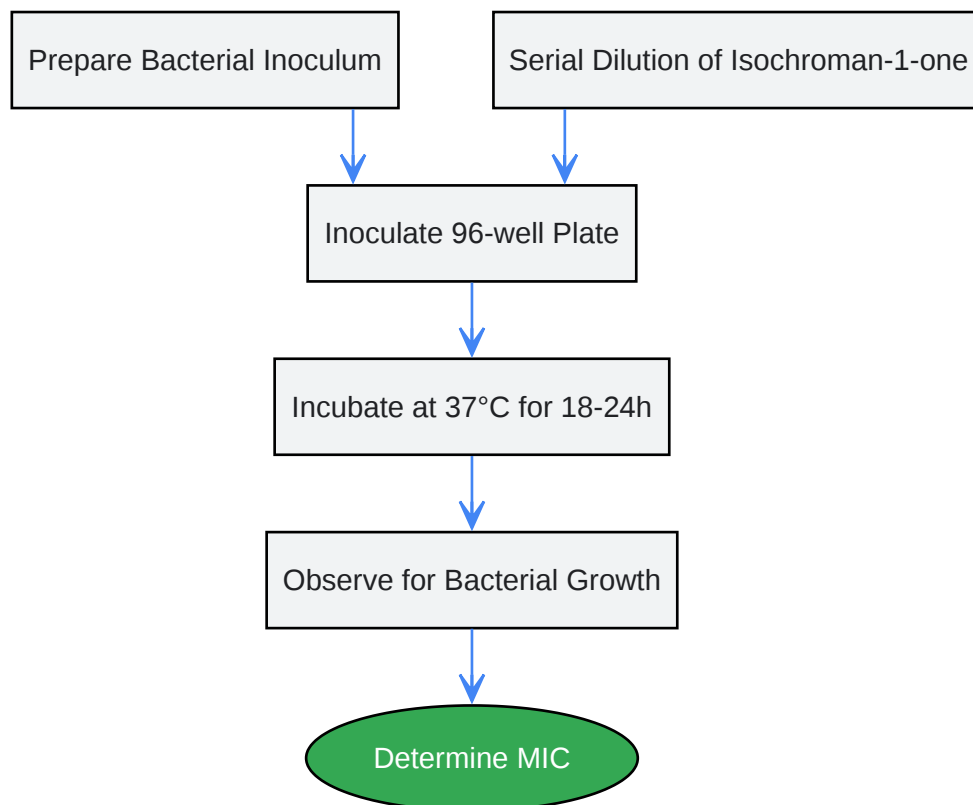 Prepare Bacterial Inoculum
Serial Dilution of Isochroman-1-one
Inoculate 96-well Plate
Incubate at 37°C for 18-24h
Observe for Bacterial Growth
Determine MIC